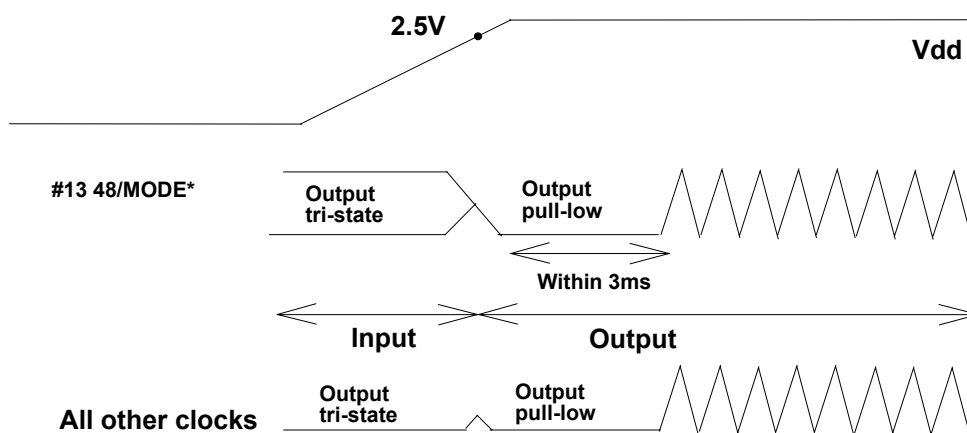 2.5V
Vdd
#13 48/MODE*
Output
tri-state
Output
pull-low
Within 3ms
Input
Output
All other clocks
Output
tri-state
Output
pull-low